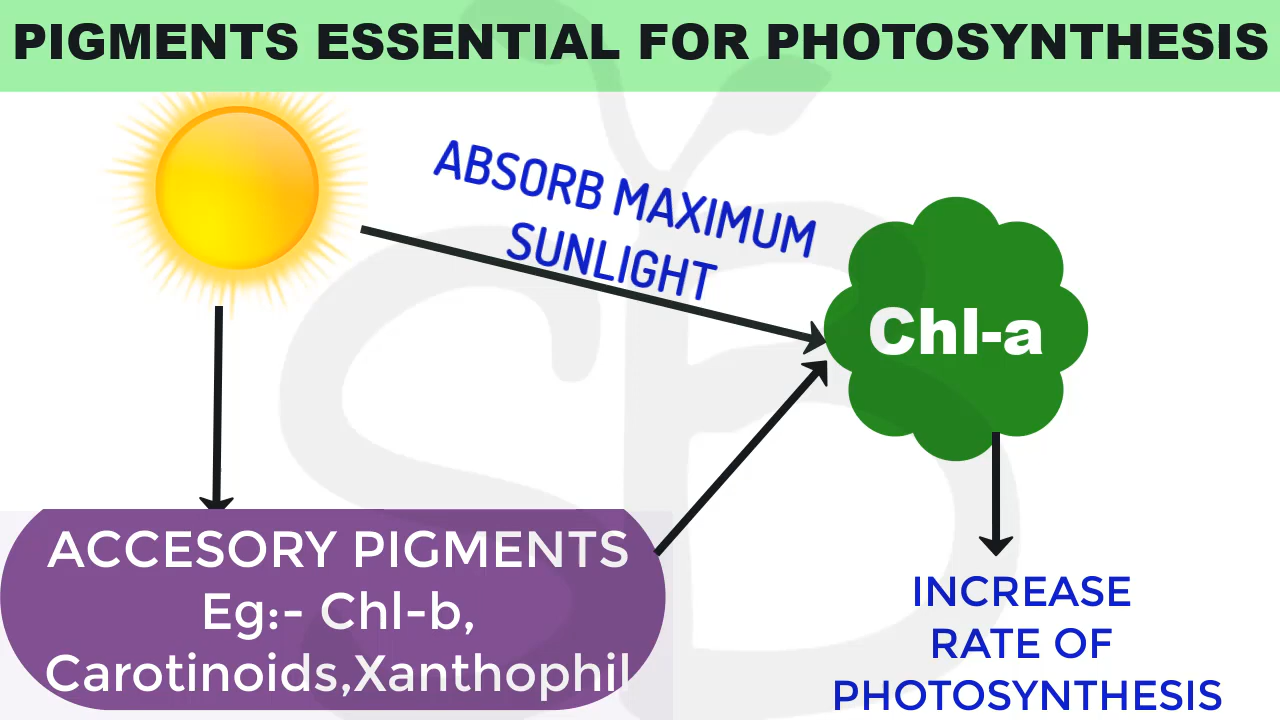 PIGMENTS ESSENTIAL FOR PHOTOSYNTHESIS
ABSORB MAXIMUM
SUNLIGHT
Chl-a
ACCESORY PIGMENTS
Eg:- Chl-b,
Carotinoids,Xanthophil
INCREASE
RATE OF
PHOTOSYNTHESIS